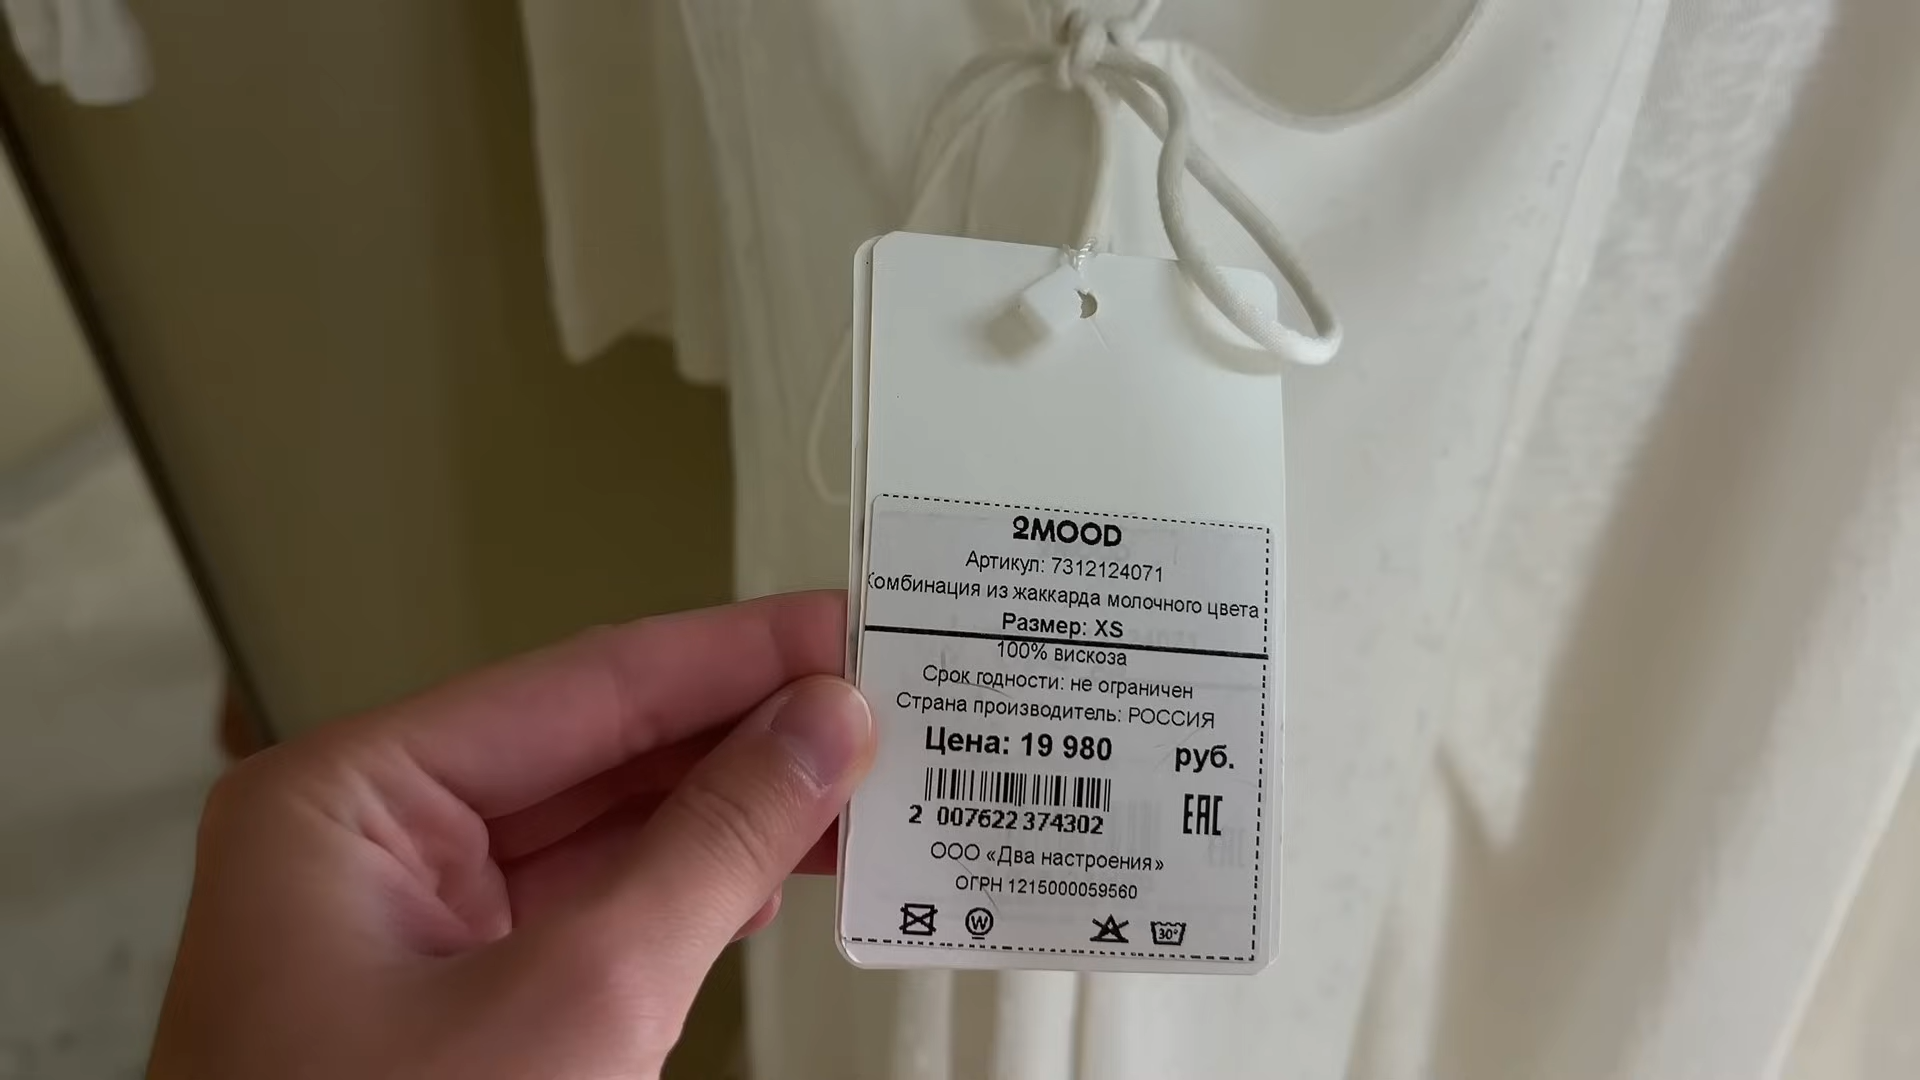 2MOOD
Артикул: 7312124071
Комбинация из жаккарда молочного цвета
Размер: XS
100% вискоза
Срок годности: не ограничен
Страна производитель: РОССИЯ
Цена: 19 980 руб.
2 007622 374302
EAC
ООО «Два настроения»
ОГРН 1215000059560
W
30°